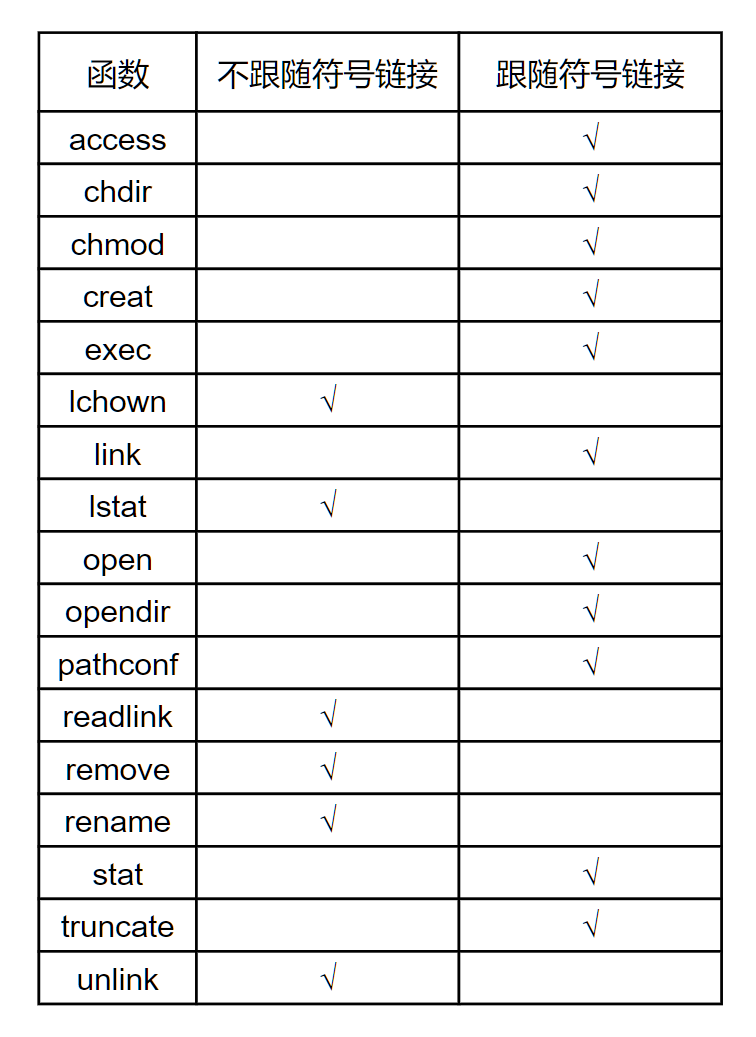 函数 不跟随符号链接 跟随符号链接
access √
chdir √
chmod √
creat √
exec √
lchown √
link √
lstat √
open √
opendir √
pathconf √
readlink √
remove √
rename √
stat √
truncate √
unlink √